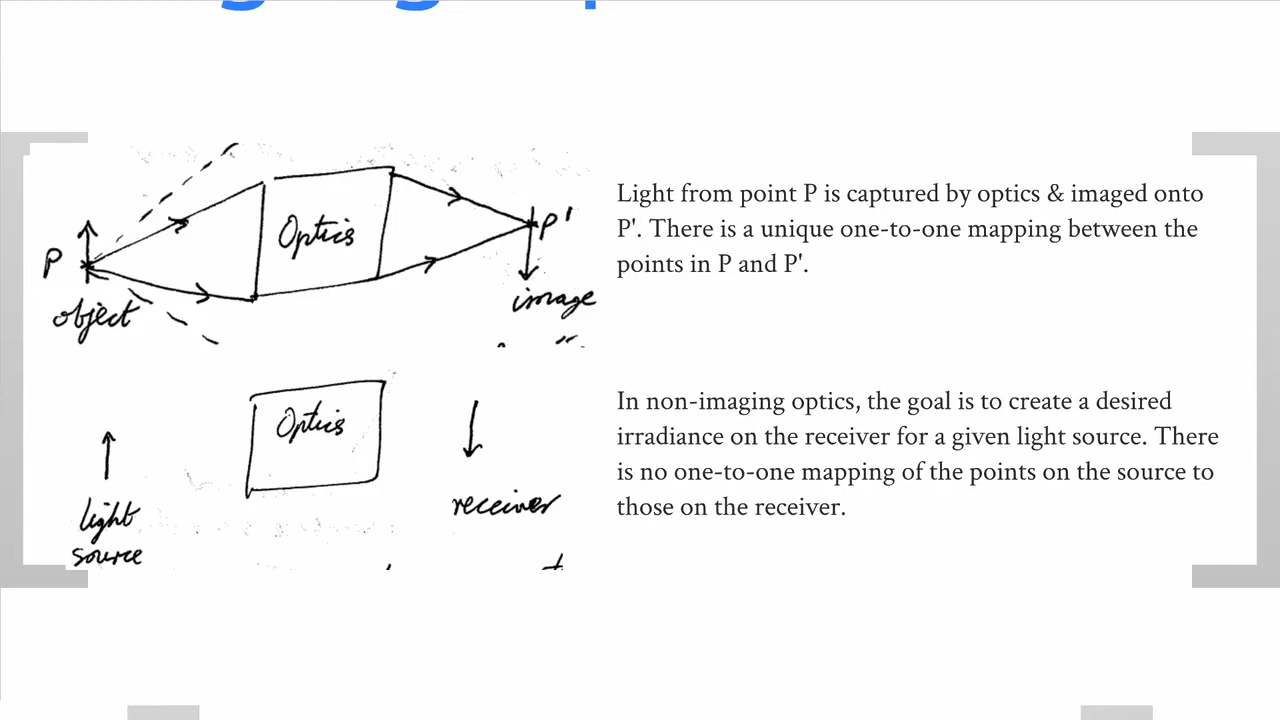 Optics
P
P'
object
image
Light from point P is captured by optics & imaged onto
P'. There is a unique one-to-one mapping between the
points in P and P'.
Optics
light
source
receiver
In non-imaging optics, the goal is to create a desired
irradiance on the receiver for a given light source. There
is no one-to-one mapping of the points on the source to
those on the receiver.